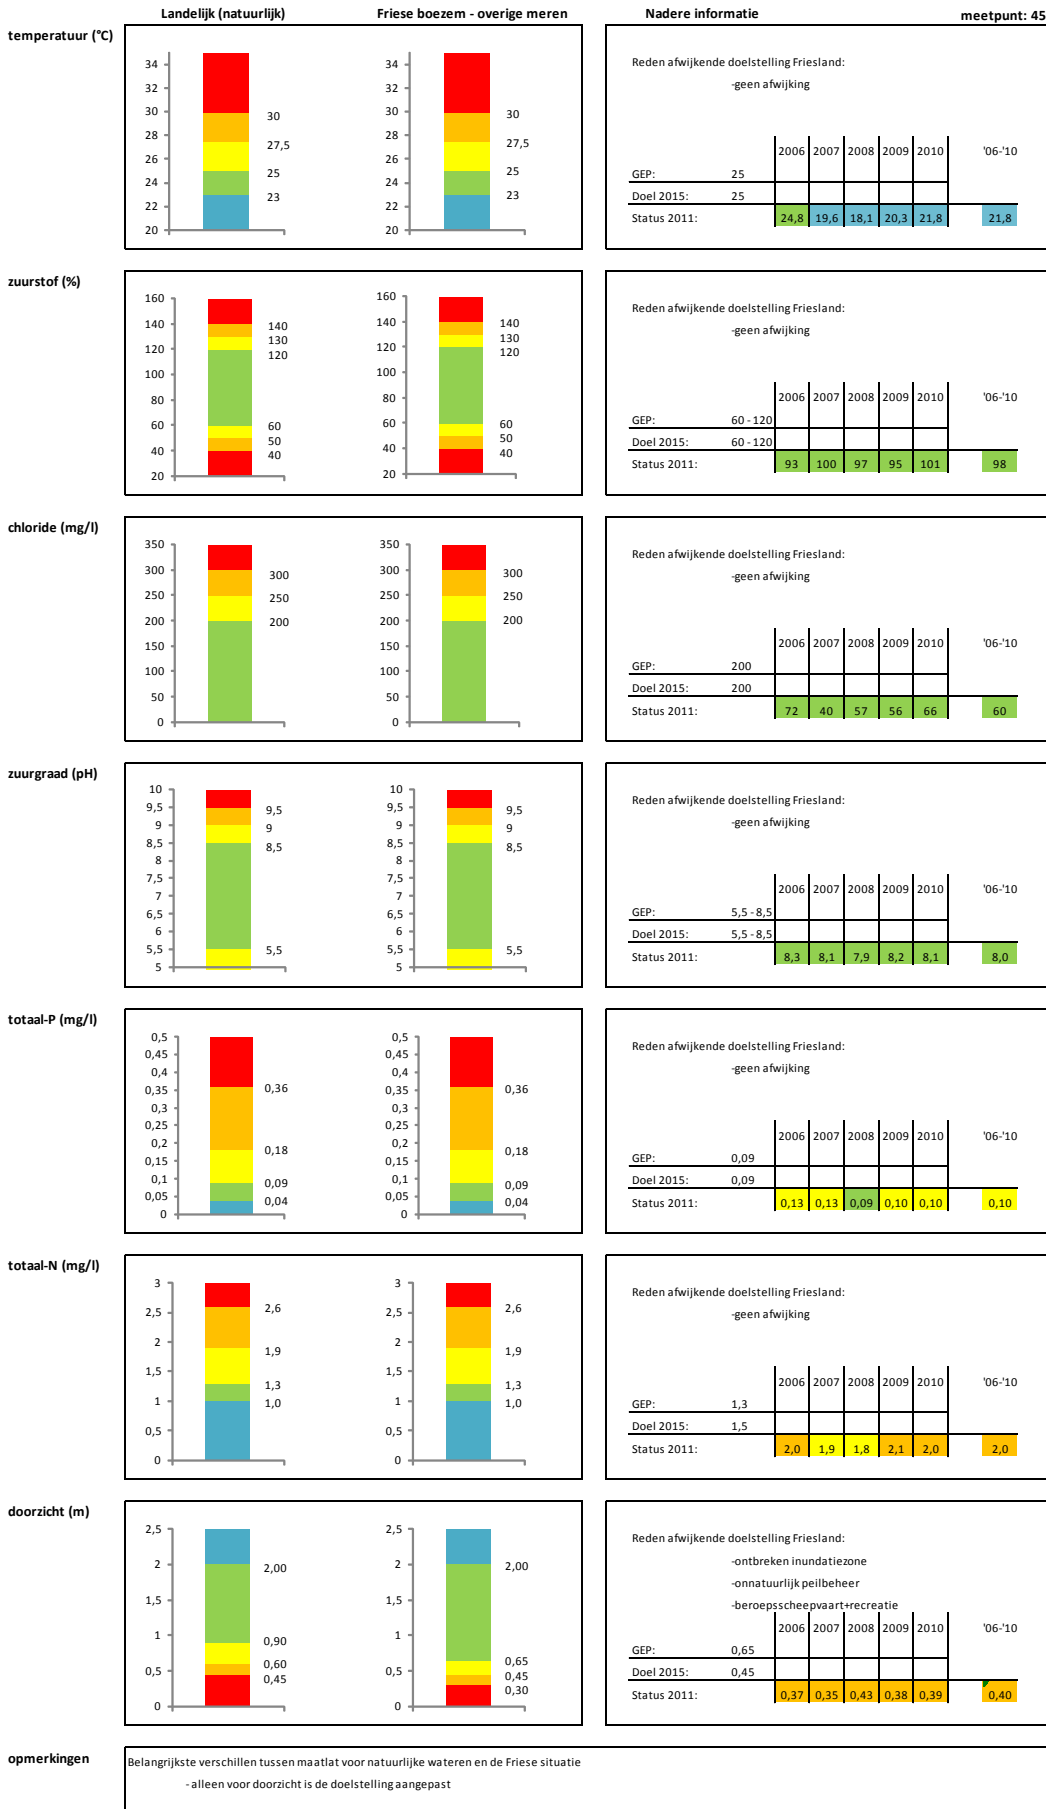 Landelijk (natuurlijk) Friese boezem - overige meren Nadere informatie meetpunt: 45
temperatuur (°C)
34 32 30 28 26 24 22 20
30
27,5
25
23
34 32 30 28 26 24 22 20
30
27,5
25
23
Reden afwijkende doelstelling Friesland:
-geen afwijking
2006 2007 2008 2009 2010 '06-'10
GEP: 25
Doel 2015: 25
Status 2011: 24,8 19,6 18,1 20,3 21,8 21,8
zuurstof (%)
160 140 120 100 80 60 40 20
140
130
120
60
50
40
160 140 120 100 80 60 40 20
140
130
120
60
50
40
Reden afwijkende doelstelling Friesland:
-geen afwijking
2006 2007 2008 2009 2010 '06-'10
GEP: 60 - 120
Doel 2015: 60 - 120
Status 2011: 93 100 97 95 101 98
chloride (mg/l)
350 300 250 200 150 100 50 0
300
250
200
350 300 250 200 150 100 50 0
300
250
200
Reden afwijkende doelstelling Friesland:
-geen afwijking
2006 2007 2008 2009 2010 '06-'10
GEP: 200
Doel 2015: 200
Status 2011: 72 40 57 56 66 60
zuurgraad (pH)
10 9,5 9 8,5 8 7,5 7 6,5 6 5,5 5
9,5
9
8,5
5,5
10 9,5 9 8,5 8 7,5 7 6,5 6 5,5 5
9,5
9
8,5
5,5
Reden afwijkende doelstelling Friesland:
-geen afwijking
2006 2007 2008 2009 2010 '06-'10
GEP: 5,5 - 8,5
Doel 2015: 5,5 - 8,5
Status 2011: 8,3 8,1 7,9 8,2 8,1 8,0
totaal-P (mg/l)
0,5 0,45 0,4 0,35 0,3 0,25 0,2 0,15 0,1 0,05 0
0,36
0,18
0,09
0,04
0,5 0,45 0,4 0,35 0,3 0,25 0,2 0,15 0,1 0,05 0
0,36
0,18
0,09
0,04
Reden afwijkende doelstelling Friesland:
-geen afwijking
2006 2007 2008 2009 2010 '06-'10
GEP: 0,09
Doel 2015: 0,09
Status 2011: 0,13 0,13 0,09 0,10 0,10 0,10
totaal-N (mg/l)
3 2,5 2 1,5 1 0,5 0
2,6
1,9
1,3
1,0
3 2,5 2 1,5 1 0,5 0
2,6
1,9
1,3
1,0
Reden afwijkende doelstelling Friesland:
-geen afwijking
2006 2007 2008 2009 2010 '06-'10
GEP: 1,3
Doel 2015: 1,5
Status 2011: 2,0 1,9 1,8 2,1 2,0 2,0
doorzicht (m)
2,5 2 1,5 1 0,5 0
2,00
0,90
0,60
0,45
2,5 2 1,5 1 0,5 0
2,00
0,65
0,45
0,30
Reden afwijkende doelstelling Friesland:
-ontbreken inundatiezone
-onnatuurlijk peilbeheer
-beroepsscheepvaart+recreatie
2006 2007 2008 2009 2010 '06-'10
GEP: 0,65
Doel 2015: 0,45
Status 2011: 0,37 0,35 0,43 0,38 0,39 0,40
opmerkingen
Belangrijkste verschillen tussen maatlat voor natuurlijke wateren en de Friese situatie
- alleen voor doorzicht is de doelstelling aangepast